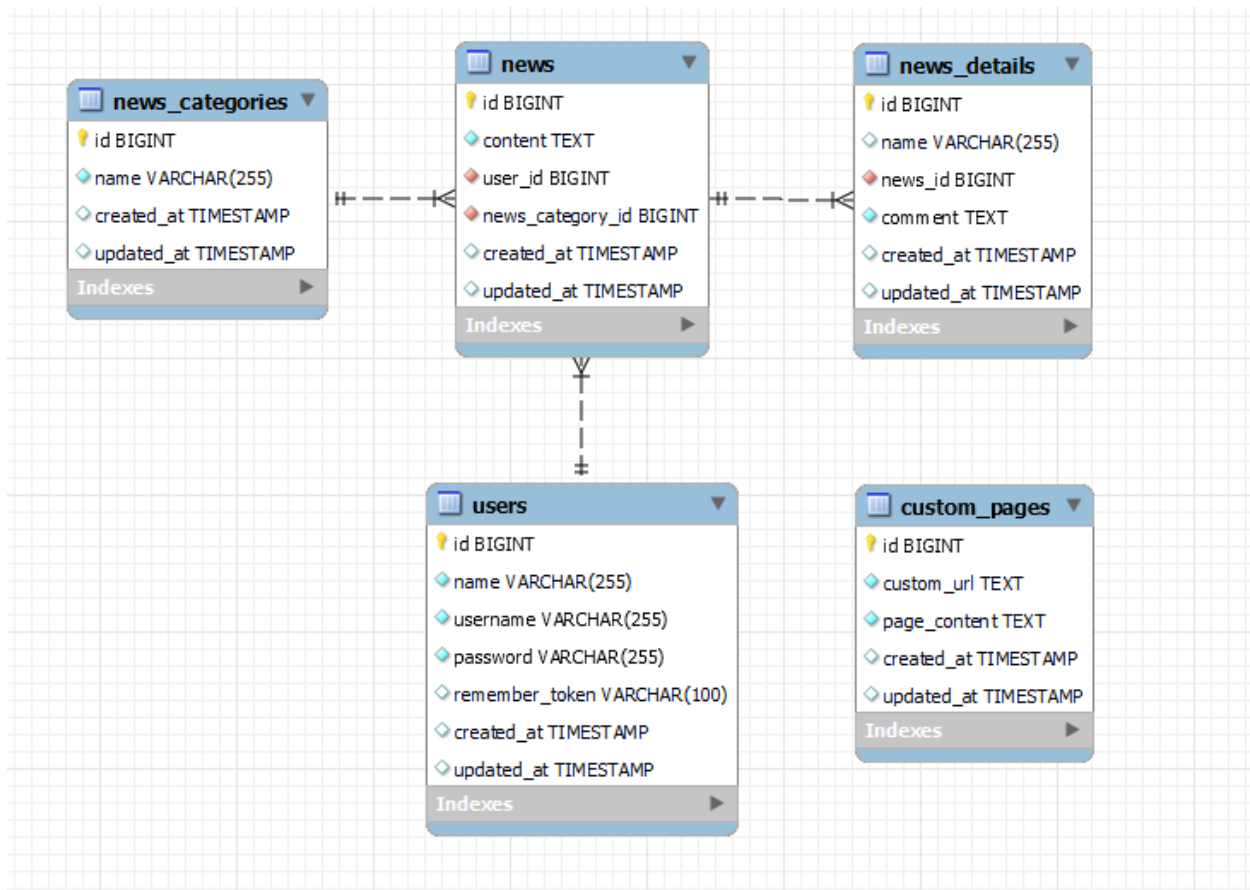 news_categories
id BIGINT
name VARCHAR(255)
created_at TIMESTAMP
updated_at TIMESTAMP
Indexes
news
id BIGINT
content TEXT
user_id BIGINT
news_category_id BIGINT
created_at TIMESTAMP
updated_at TIMESTAMP
Indexes
news_details
id BIGINT
name VARCHAR(255)
news_id BIGINT
comment TEXT
created_at TIMESTAMP
updated_at TIMESTAMP
Indexes
users
id BIGINT
name VARCHAR(255)
username VARCHAR(255)
password VARCHAR(255)
remember_token VARCHAR(100)
created_at TIMESTAMP
updated_at TIMESTAMP
Indexes
custom_pages
id BIGINT
custom_url TEXT
page_content TEXT
created_at TIMESTAMP
updated_at TIMESTAMP
Indexes